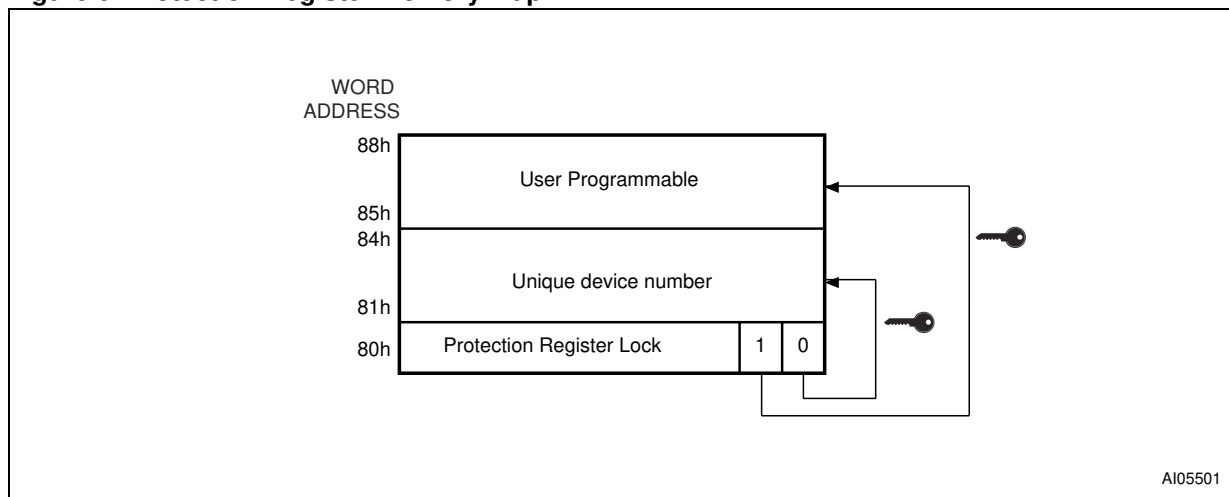 WORD
ADDRESS
88h
User Programmable
85h
84h
Unique device number
81h
80h
Protection Register Lock
1
0
AI05501